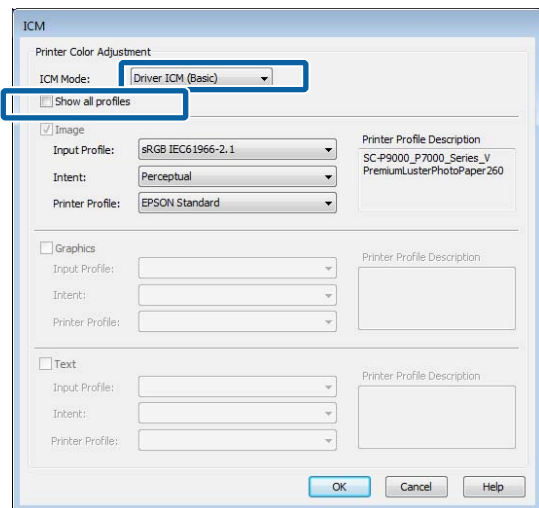 ICM
Printer Color Adjustment
ICM Mode: Driver ICM (Basic)
Show all profiles
Image
Input Profile: sRGB IEC61966-2.1
Intent: Perceptual
Printer Profile: EPSON Standard
Printer Profile Description
SC-P9000_P7000_Series_V
PremiumLusterPhotoPaper260
Graphics
Input Profile:
Intent:
Printer Profile:
Printer Profile Description
Text
Input Profile:
Intent:
Printer Profile:
Printer Profile Description
OK Cancel Help